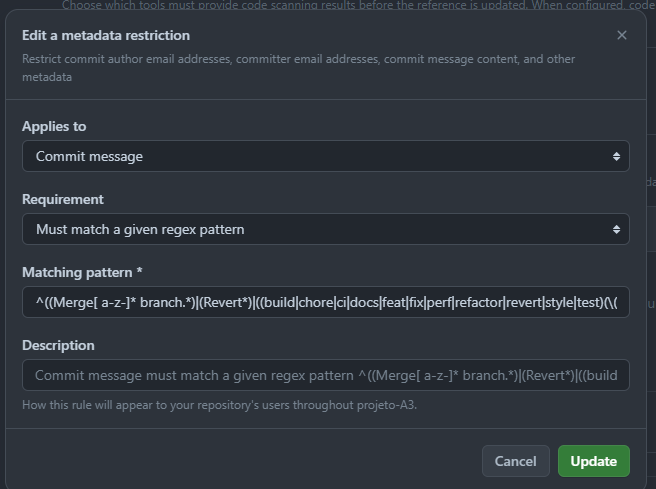 Choose which tools must provide code scanning results before the reference is updated. When configured, code
Edit a metadata restriction
Restrict commit author email addresses, committer email addresses, commit message content, and other
metadata
Applies to
Commit message
Requirement
Must match a given regex pattern
Matching pattern *
^((Merge[ a-z-]* branch.*)|(Revert*)|((build|chore|ci|docs|feat|fix|perf|refactor|revert|style|test)(\(
Description
Commit message must match a given regex pattern ^((Merge[ a-z-]* branch.*)|(Revert*)|((build
How this rule will appear to your repository's users throughout projeto-A3.
Cancel
Update